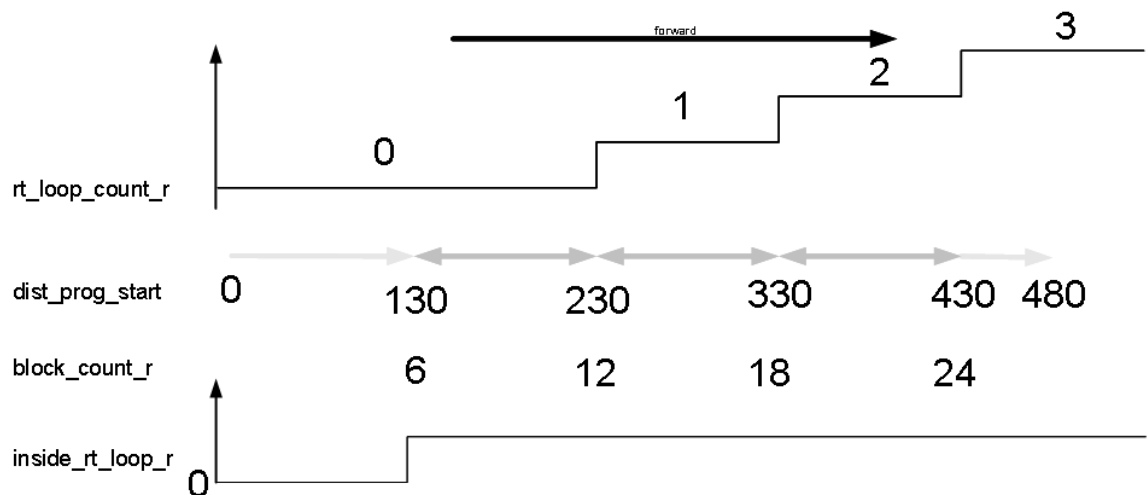 forward
3
2
1
0
rt_loop_count_r
dist_prog_start 0 130 230 330 430 480
block_count_r 6 12 18 24
inside_rt_loop_r
0